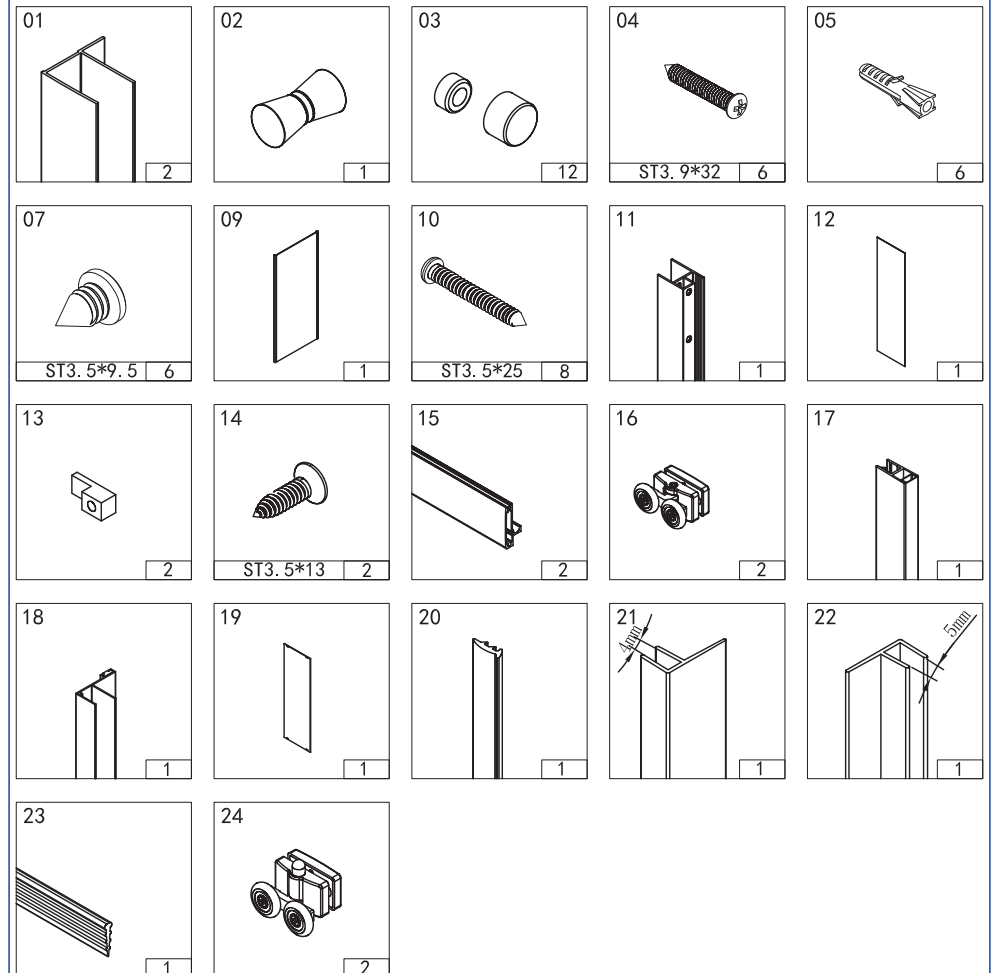 01 02 03 04 05
2 1 12 ST3. 9*32 6 6
07 09 10 11 12
ST3. 5*9. 5 6 1 ST3. 5*25 8 1 1
13 14 15 16 17
2 ST3. 5*13 2 2 2 1
18 19 20 21 22
4mm 5mm
1 1 1 1 1
23 24
1 2